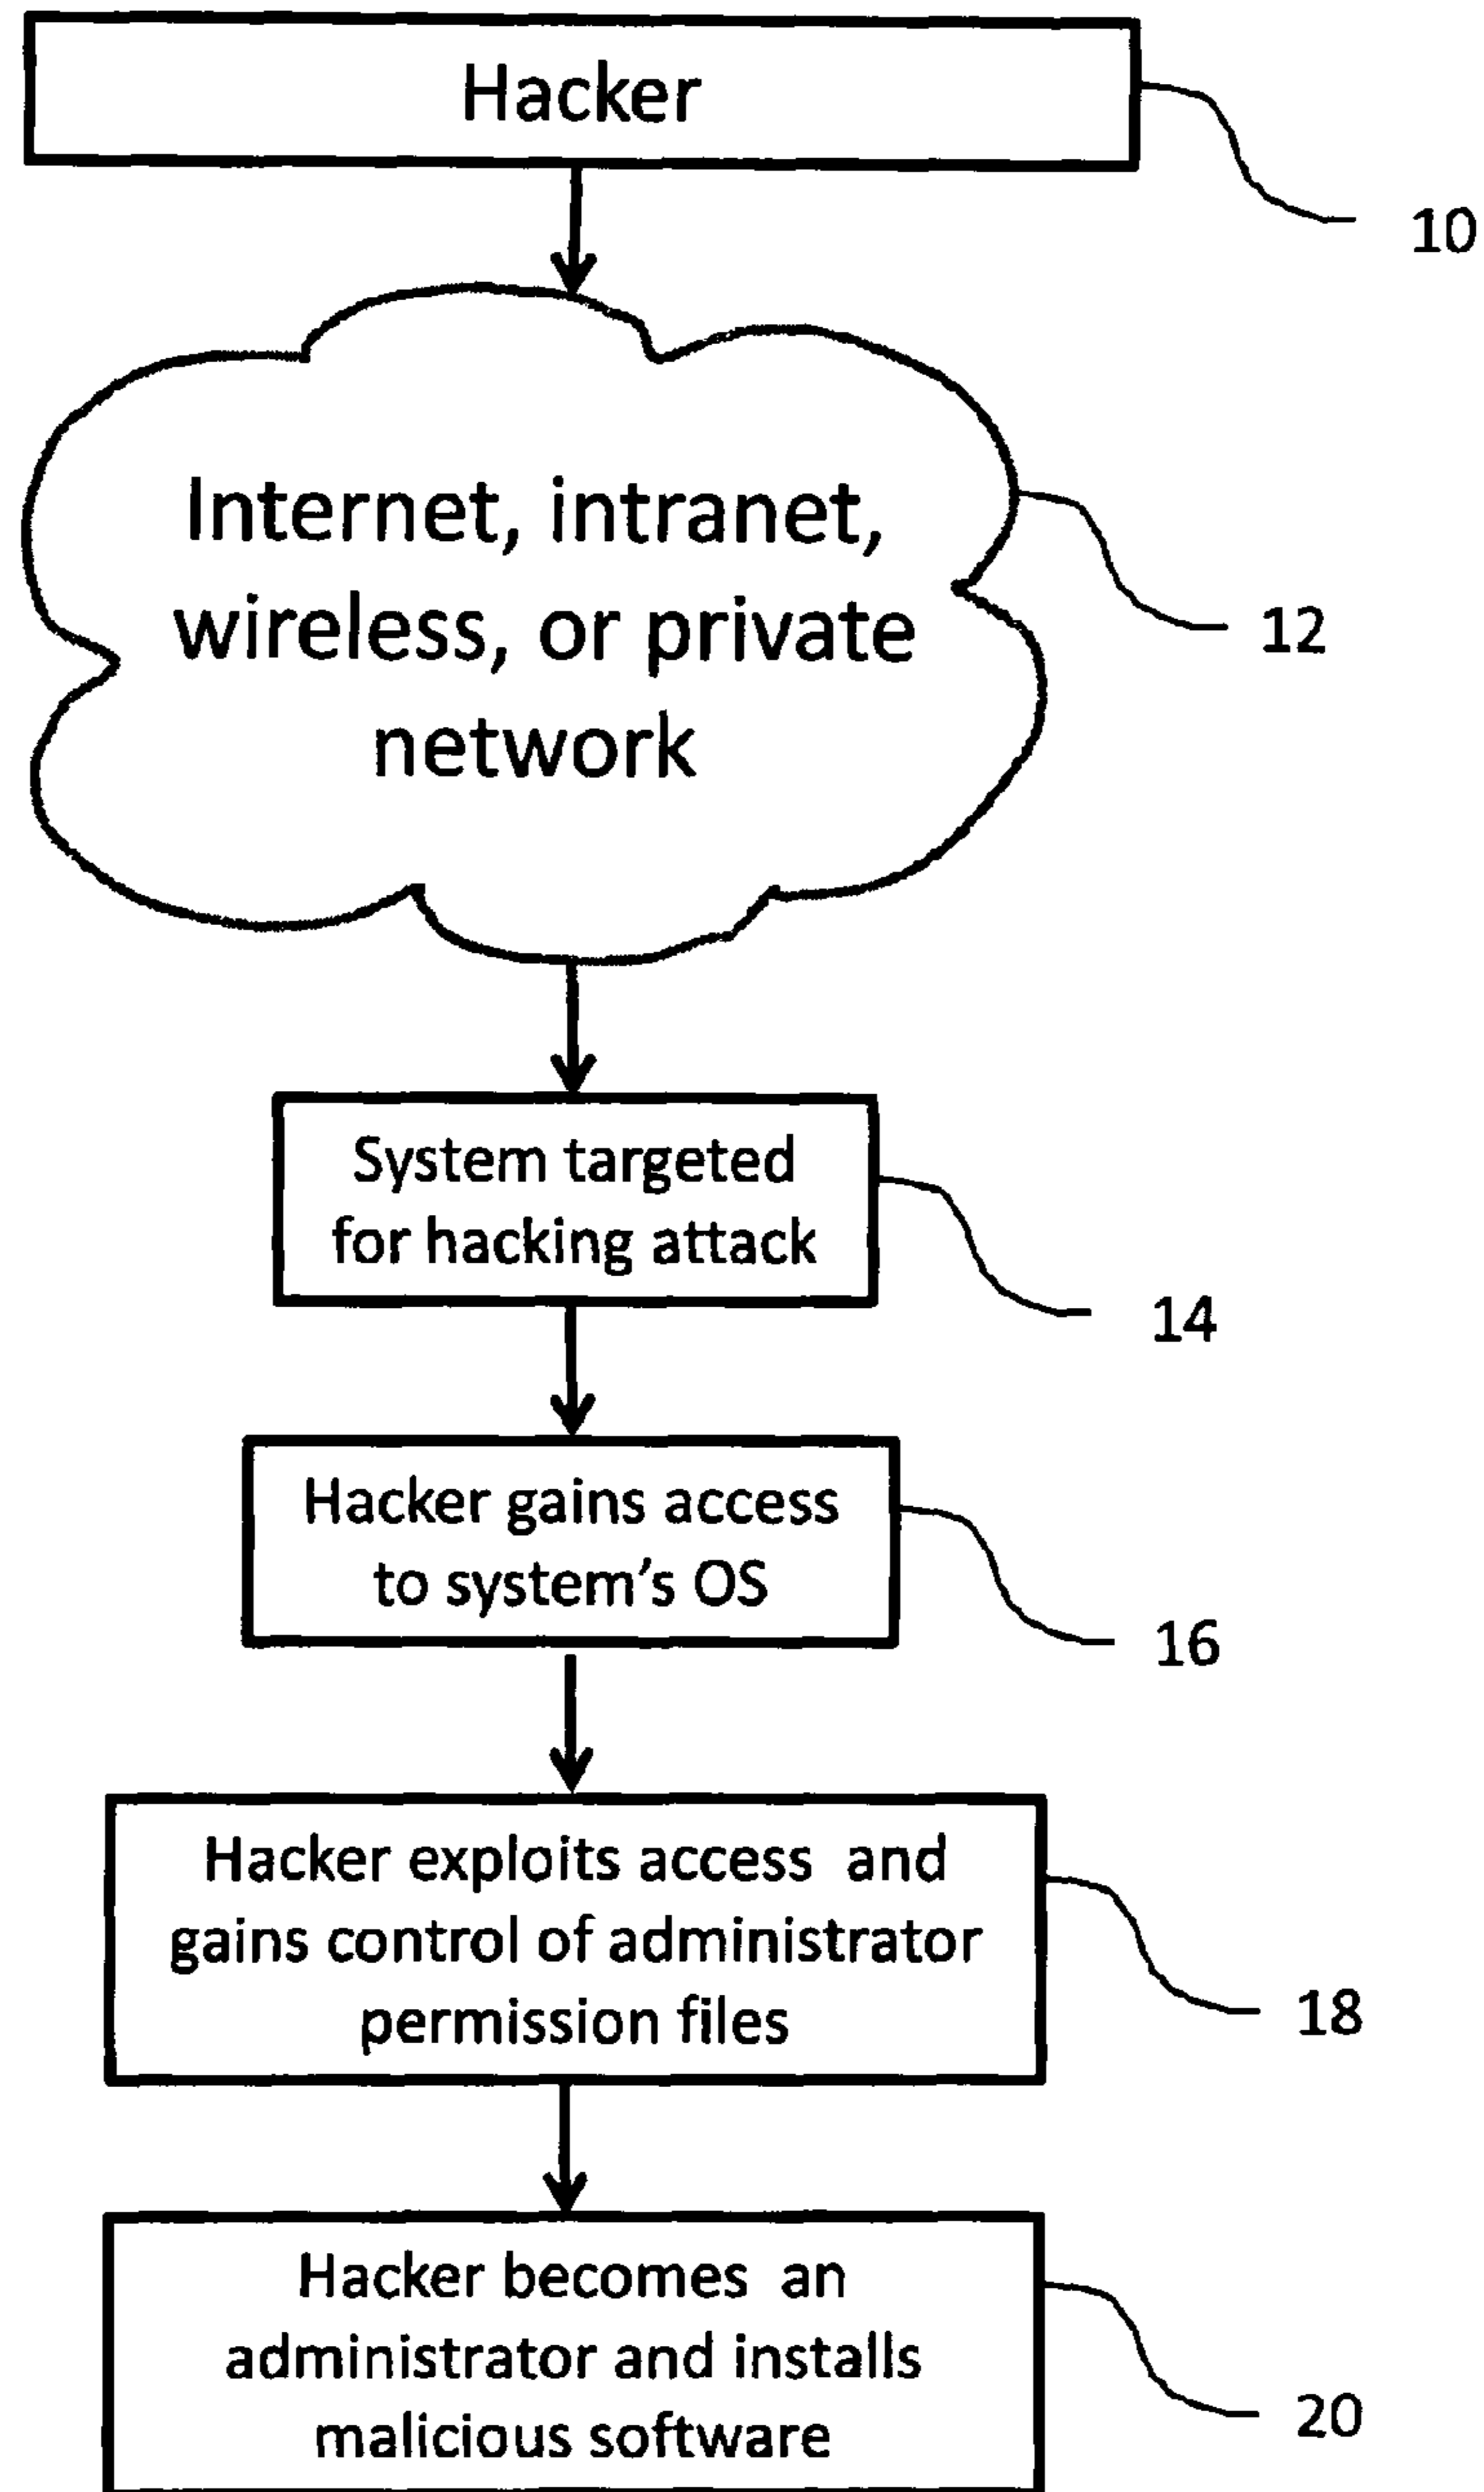 Hacker
10
Internet, intranet,
wireless, or private
network
12
System targeted
for hacking attack
14
Hacker gains access
to system's OS
16
Hacker exploits access and
gains control of administrator
permission files
18
Hacker becomes an
administrator and installs
malicious software
20